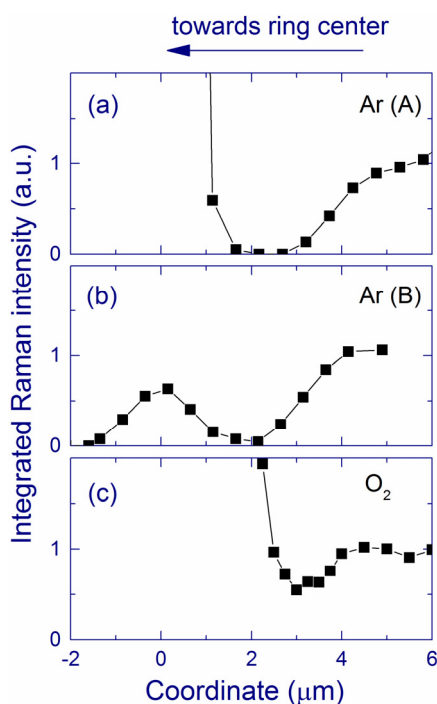 towards ring center
(a)
Ar (A)
1
0
(b)
Ar (B)
1
0
(c)
O2
1
0
-2 0 2 4 6
Coordinate (μm)
Integrated Raman intensity (a.u.)